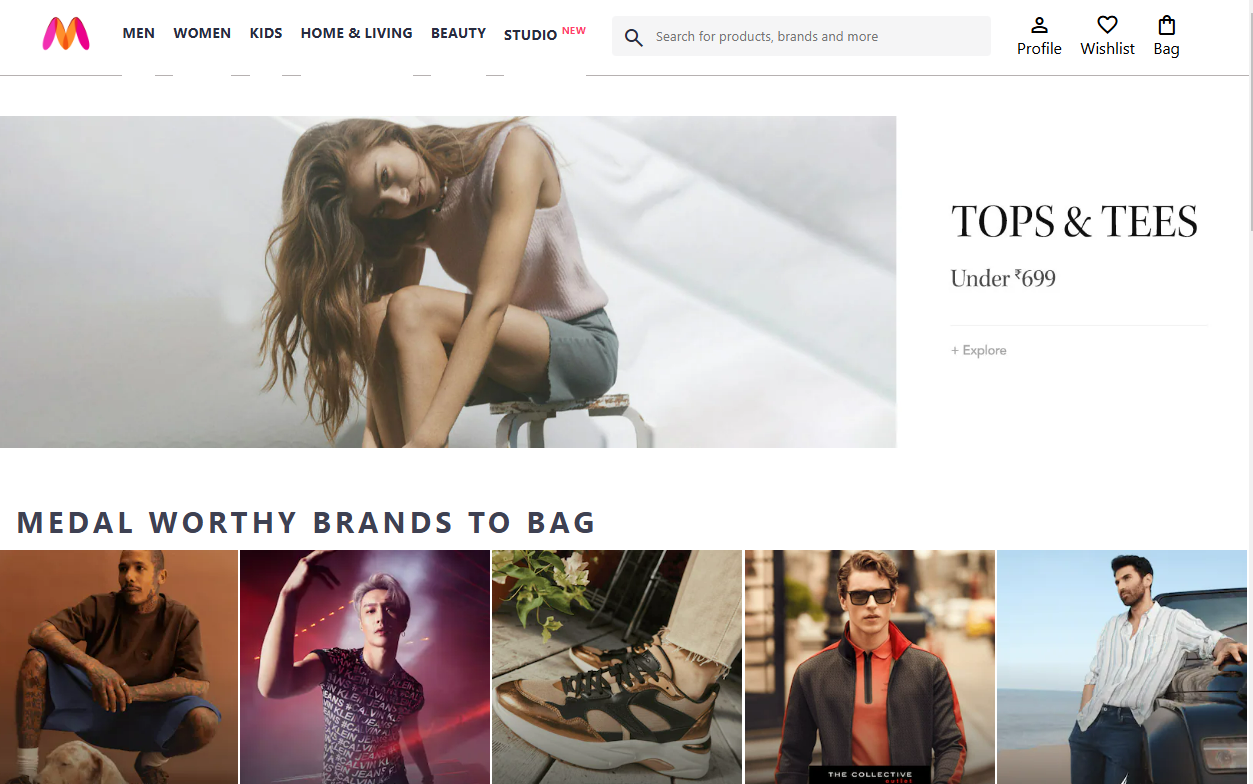 MEN WOMEN KIDS HOME & LIVING BEAUTY STUDIO NEW
Search for products, brands and more
Profile Wishlist Bag
TOPS & TEES
Under ₹699
+ Explore
MEDAL WORTHY BRANDS TO BAG
THE COLLECTIVE
outlet